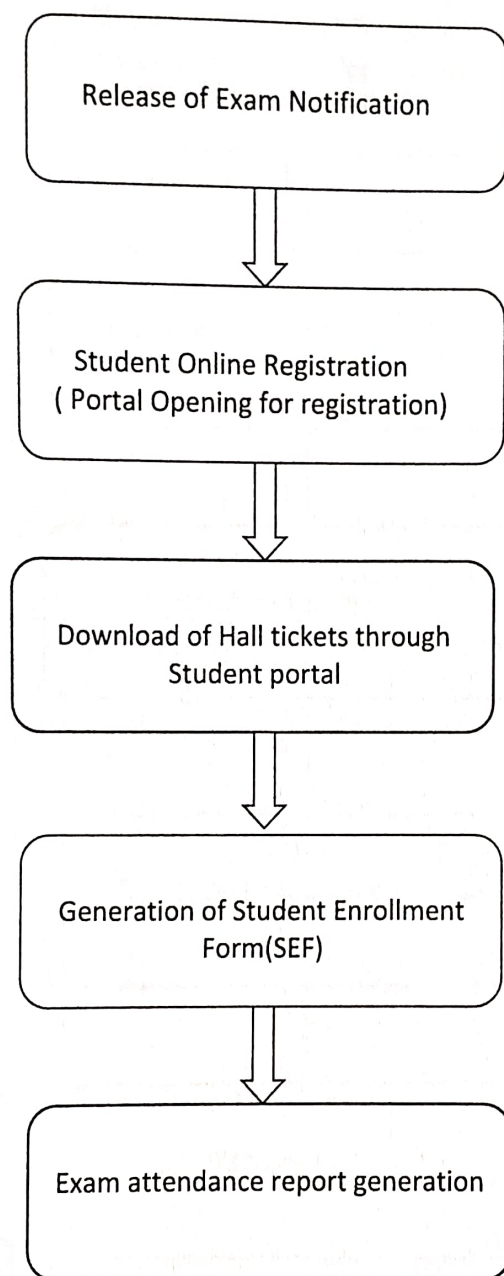 Release of Exam Notification
Student Online Registration
( Portal Opening for registration)
Download of Hall tickets through
Student portal
Generation of Student Enrollment
Form(SEF)
Exam attendance report generation